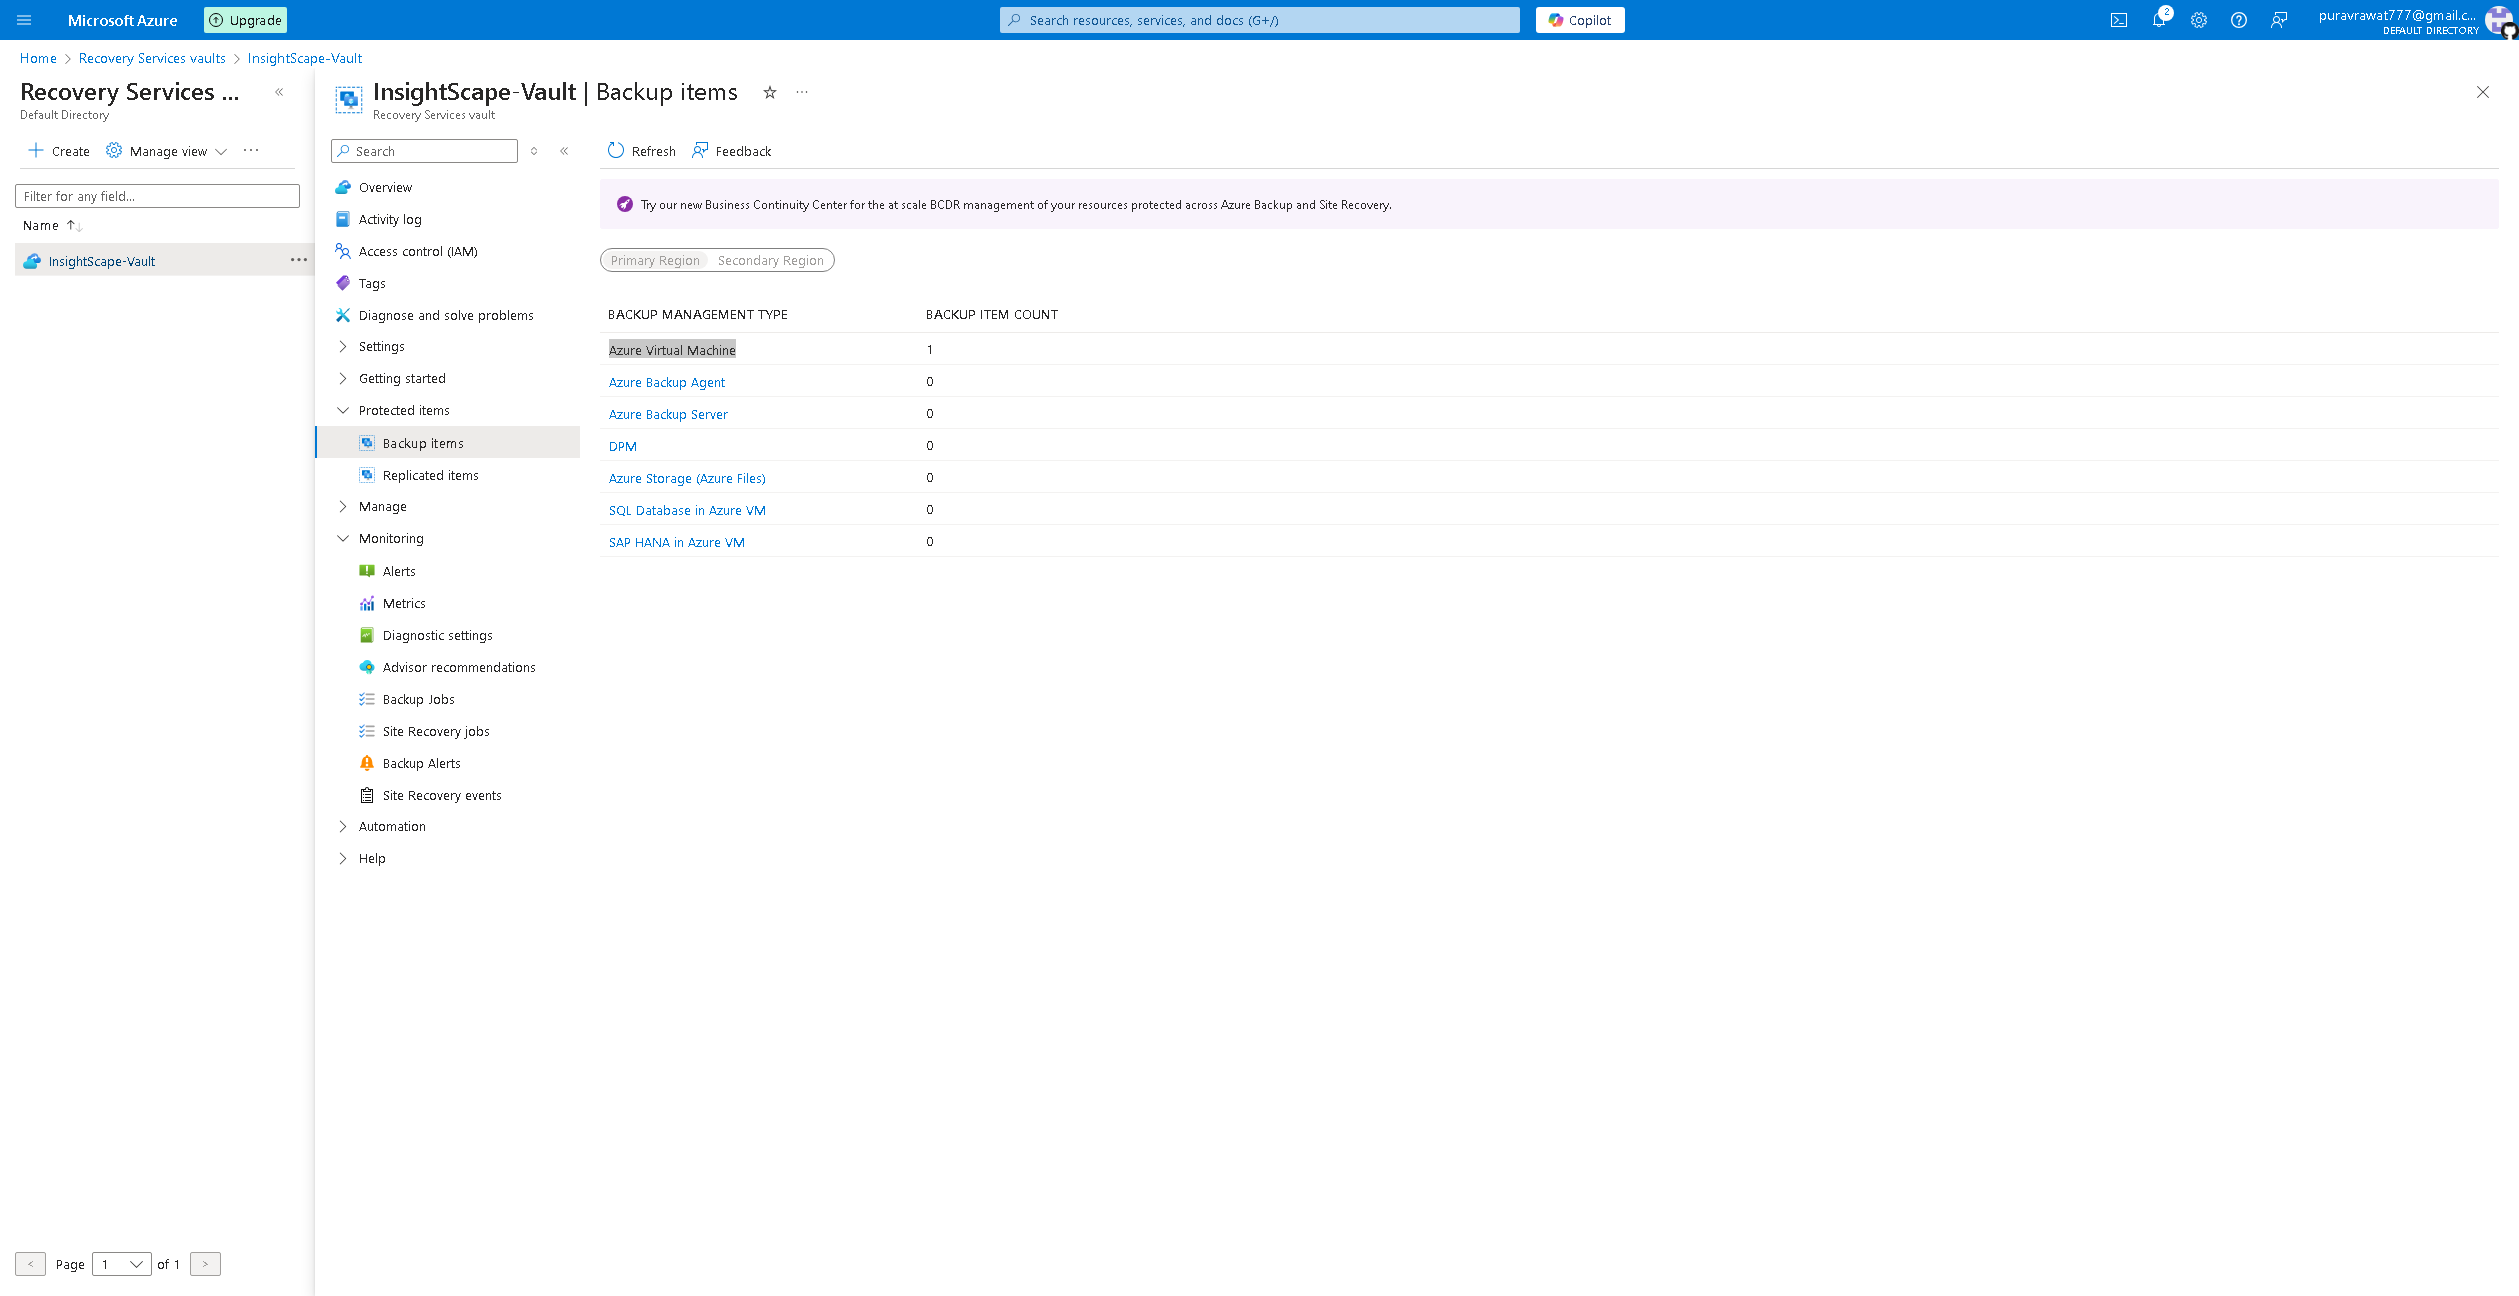 Microsoft Azure
Upgrade
Search resources, services, and docs (G+/)
Copilot
2
puravrawat777@gmail.c...
DEFAULT DIRECTORY
Home > Recovery Services vaults > InsightScape-Vault
Recovery Services ...
Default Directory
Create
Manage view
Filter for any field...
Name
InsightScape-Vault
Page 1 of 1
InsightScape-Vault | Backup items
Recovery Services vault
Search
Overview
Activity log
Access control (IAM)
Tags
Diagnose and solve problems
Settings
Getting started
Protected items
Backup items
Replicated items
Manage
Monitoring
Alerts
Metrics
Diagnostic settings
Advisor recommendations
Backup Jobs
Site Recovery jobs
Backup Alerts
Site Recovery events
Automation
Help
Refresh
Feedback
Try our new Business Continuity Center for the at scale BCDR management of your resources protected across Azure Backup and Site Recovery.
Primary Region
Secondary Region
BACKUP MANAGEMENT TYPE BACKUP ITEM COUNT
Azure Virtual Machine 1
Azure Backup Agent 0
Azure Backup Server 0
DPM 0
Azure Storage (Azure Files) 0
SQL Database in Azure VM 0
SAP HANA in Azure VM 0